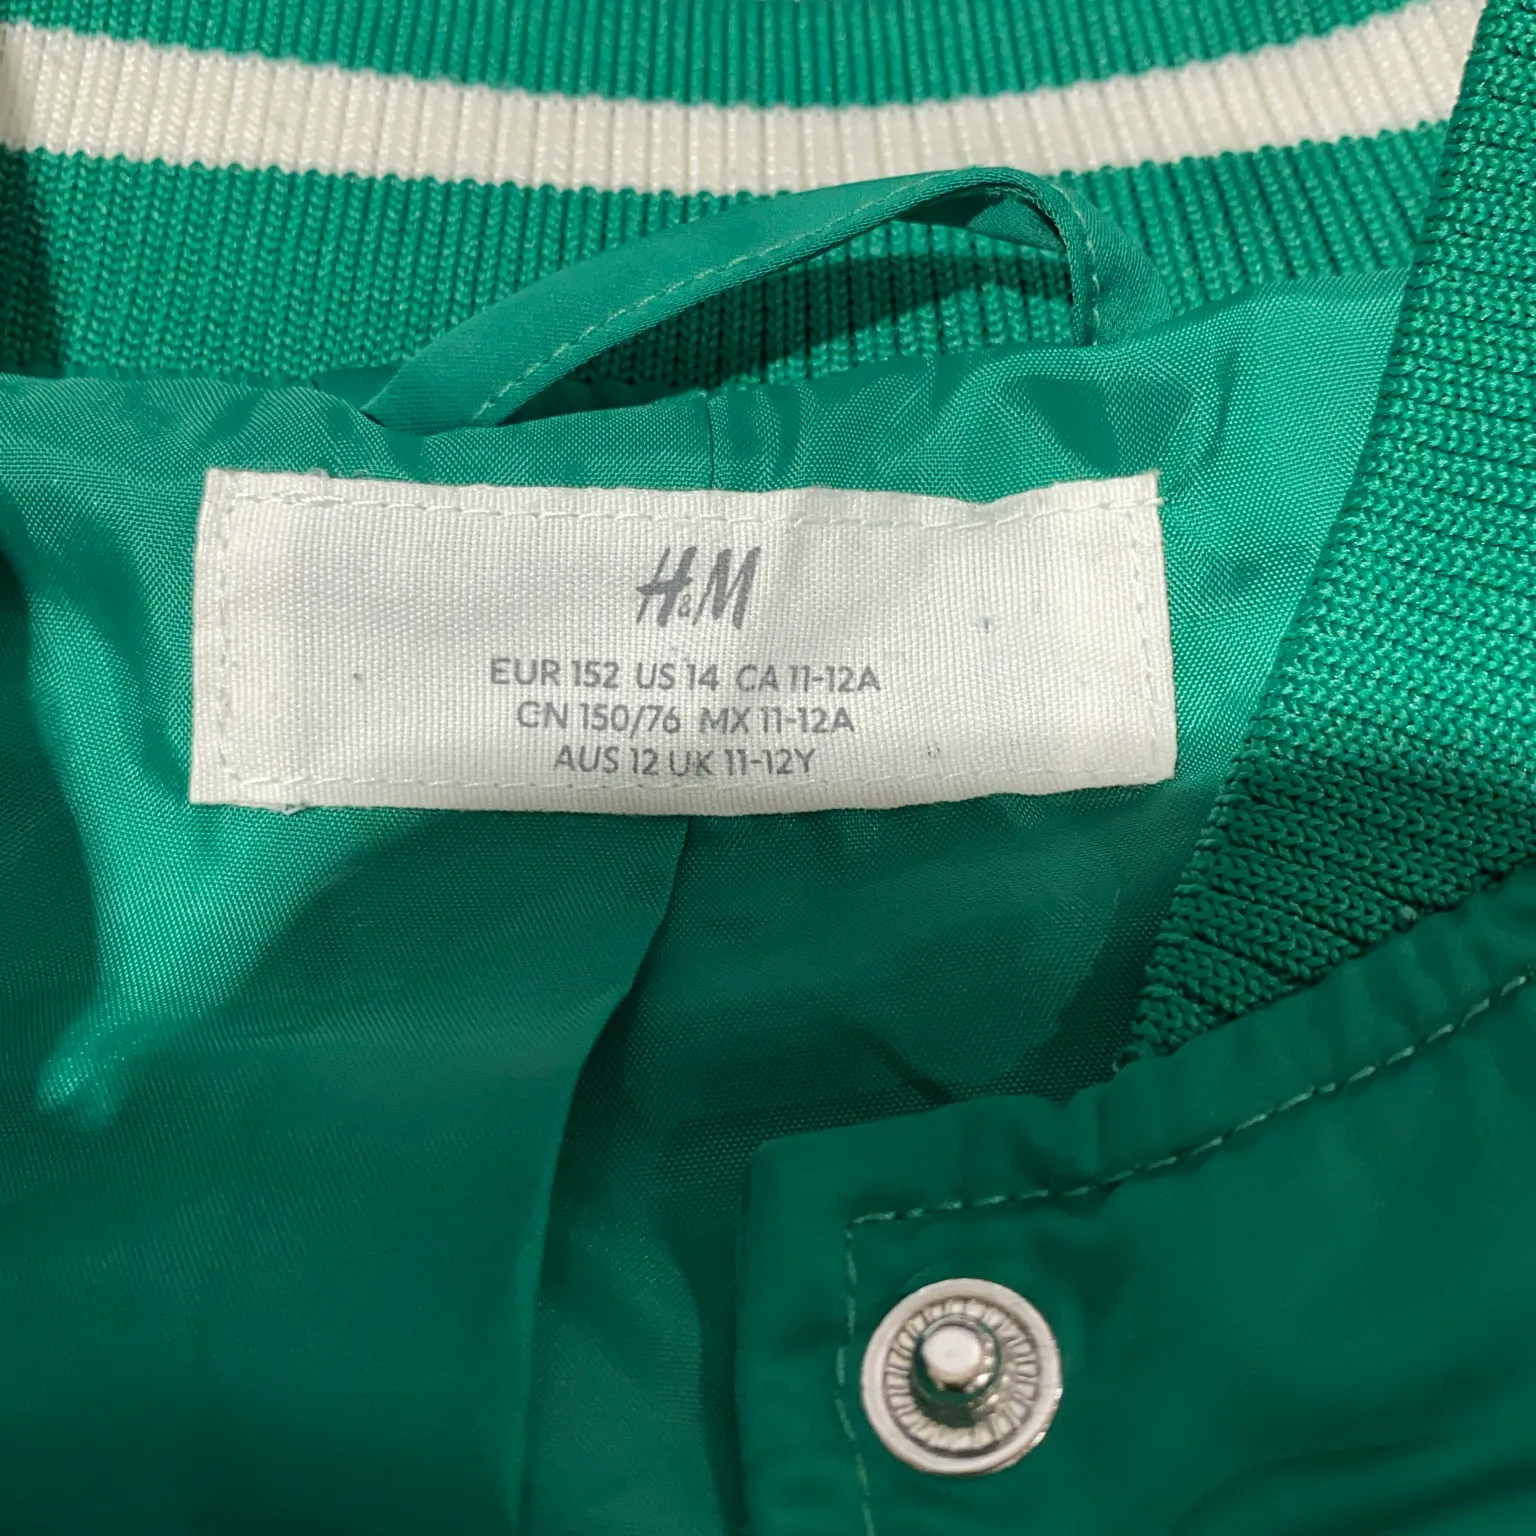 H&M
EUR 152 US 14 CA 11-12A
CN 150/76 MX 11-12A
AUS 12 UK 11-12Y